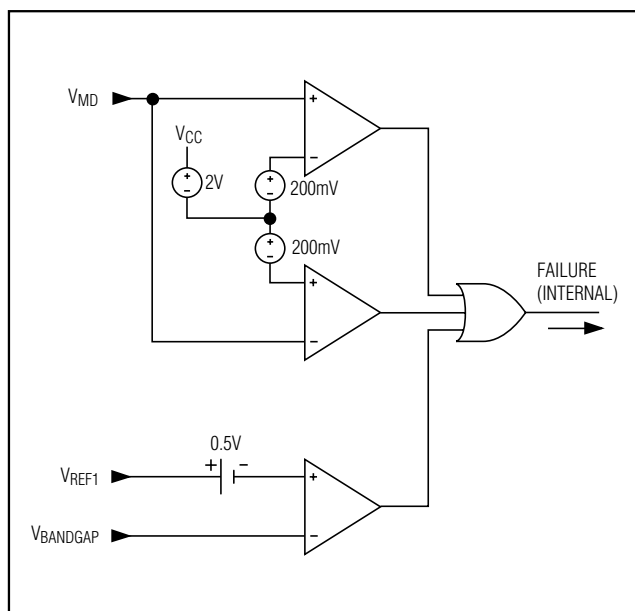 VMD
VCC
+
-
2V
+
-
200mV
+
-
200mV
+
-
+
-
FAILURE
(INTERNAL)
0.5V
+ -
VREF1
VBANDGAP
+
-